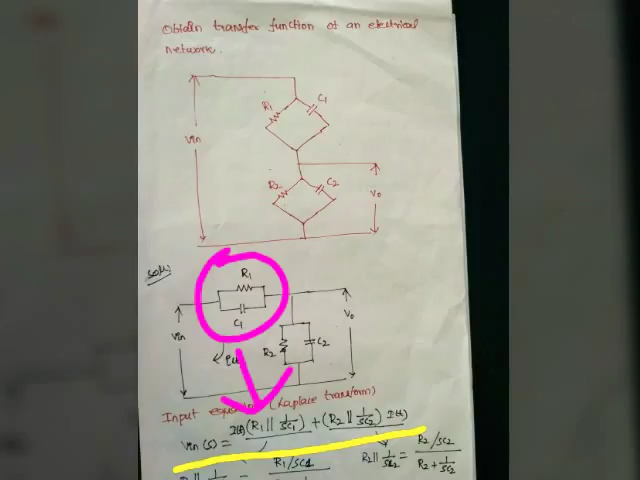 Obtain transfer function of an electrical
network.
R1
C1
Vin
R2
C2
Vo
Soln:
R1
C1
Vin
R2
C2
Vo
Input (Laplace transform)
Vin(s) = I(s) (R1 || 1/SC1) + (R2 || 1/SC2) I(s)
R1/SC1
R2 || 1/SC2 = R2/SC2
R2 + 1/SC2